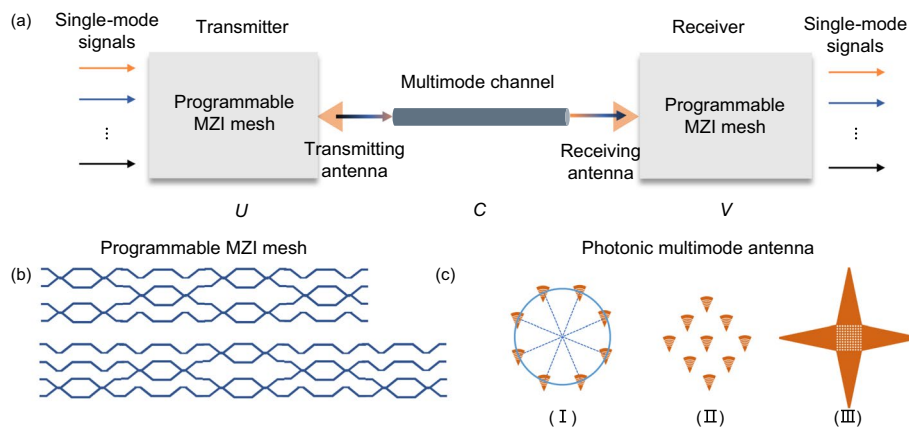 (a)
Single-mode
signals
Transmitter
Programmable
MZI mesh
⋮
Transmitting
antenna
Multimode channel
Receiving
antenna
Receiver
Programmable
MZI mesh
Single-mode
signals
⋮
U
C
V
Programmable MZI mesh
(b)
Photonic multimode antenna
(c)
(Ⅰ)
(Ⅱ)
(Ⅲ)